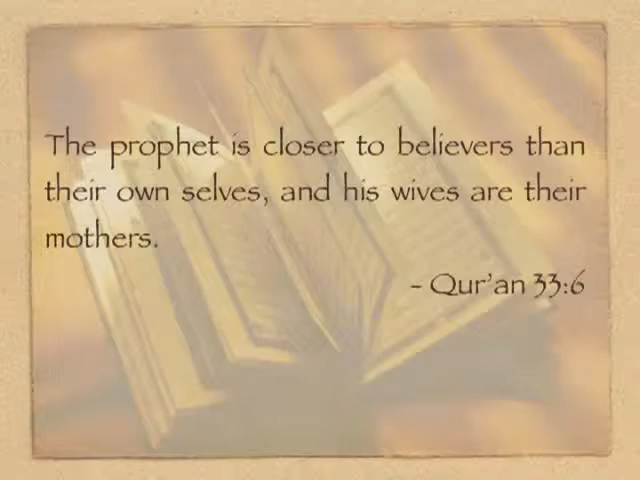 The prophet is closer to believers than
their own selves, and his wives are their
mothers.
- Qur'an 33:6